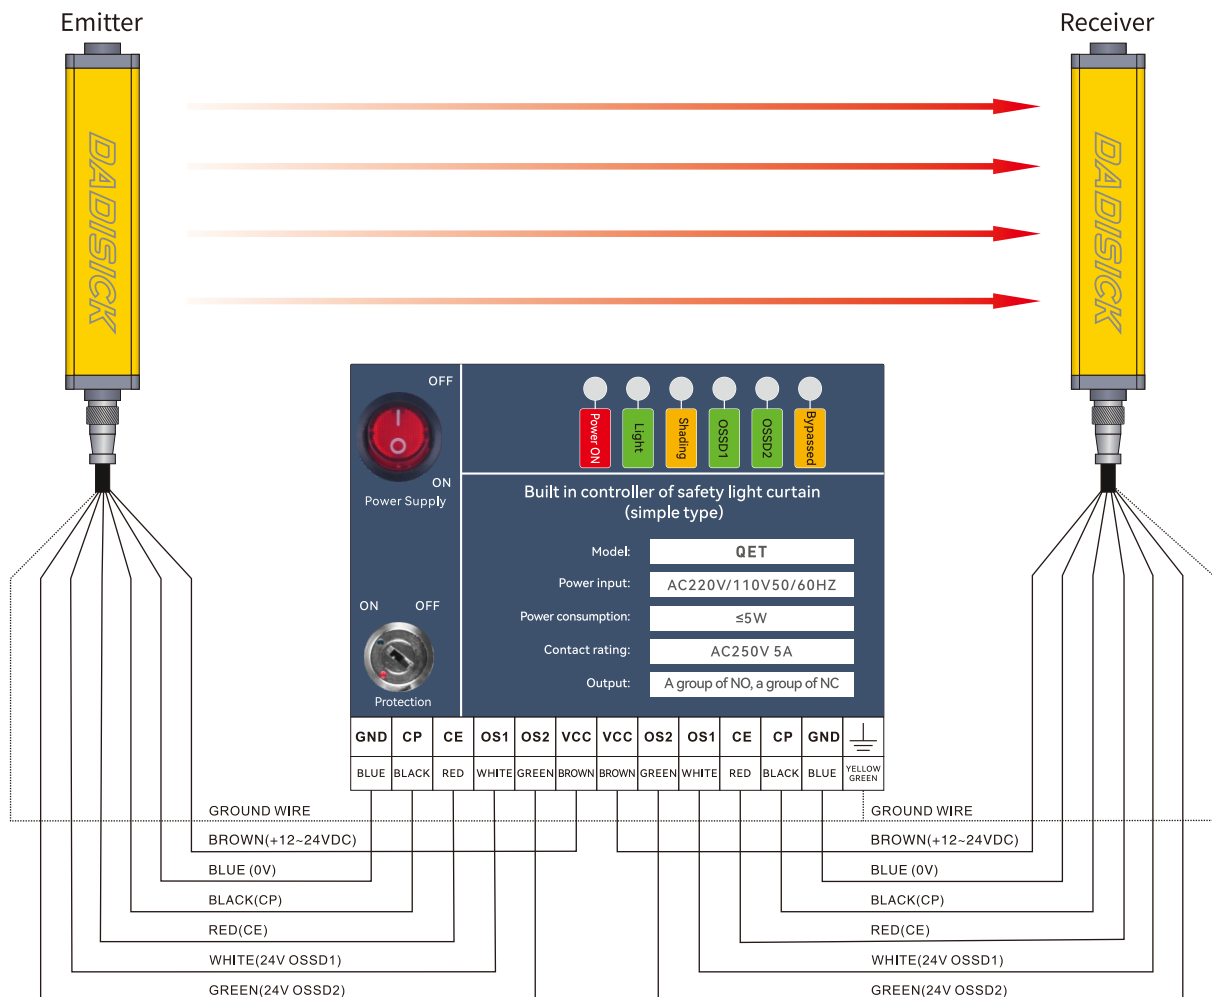 Emitter
Receiver
DADISICK
DADISICK
OFF
ON
Power Supply
Power ON
Light
Shading
OSSD1
OSSD2
Bypassed
Built in controller of safety light curtain
(simple type)
Model: QET
Power input: AC220V/110V50/60HZ
Power consumption: ≤5W
Contact rating: AC250V 5A
Output: A group of NO, a group of NC
ON OFF
Protection
GND CP CE OS1 OS2 VCC VCC OS2 OS1 CE CP GND
BLUE BLACK RED WHITE GREEN BROWN BROWN GREEN WHITE RED BLACK BLUE YELLOW GREEN
GROUND WIRE
BROWN(+12~24VDC)
BLUE (0V)
BLACK(CP)
RED(CE)
WHITE(24V OSSD1)
GREEN(24V OSSD2)
GROUND WIRE
BROWN(+12~24VDC)
BLUE (0V)
BLACK(CP)
RED(CE)
WHITE(24V OSSD1)
GREEN(24V OSSD2)